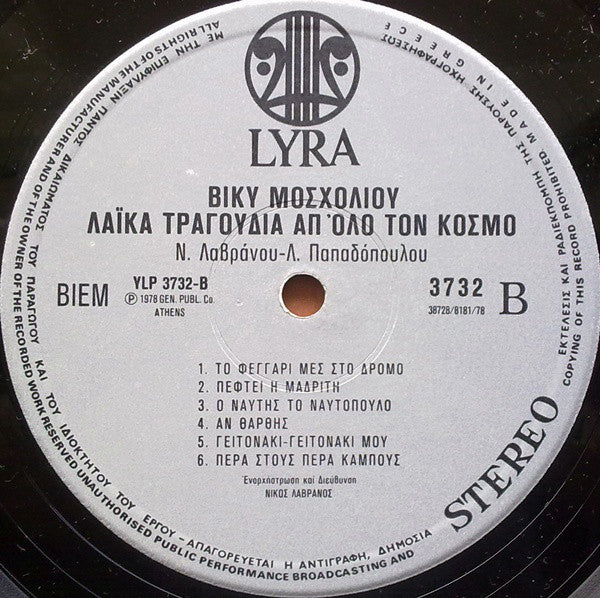 LYRA
ΒΙΚΥ ΜΟΣΧΟΛΙΟΥ
ΛΑΪΚΑ ΤΡΑΓΟΥΔΙΑ ΑΠ'ΟΛΟ ΤΟΝ ΚΟΣΜΟ
Ν. Λαβράνου-Λ. Παπαδόπουλου
BIEM
YLP 3732-B
Ⓟ 1978 GEN. PUBL. Co.
ATHENS
3732
38728/8181/78
B
1. ΤΟ ΦΕΓΓΑΡΙ ΜΕΣ ΣΤΟ ΔΡΟΜΟ
2. ΠΕΦΤΕΙ Η ΜΑΔΡΙΤΗ
3. Ο ΝΑΥΤΗΣ ΤΟ ΝΑΥΤΟΠΟΥΛΟ
4. ΑΝ ΘΑΡΘΗΣ
5. ΓΕΙΤΟΝΑΚΙ-ΓΕΙΤΟΝΑΚΙ ΜΟΥ
6. ΠΕΡΑ ΣΤΟΥΣ ΠΕΡΑ ΚΑΜΠΟΥΣ
Ἐνορχήστρωση καί Διεύθυνση
ΝΙΚΟΣ ΛΑΒΡΑΝΟΣ
STEREO
ΜΕ ΤΗΝ ΕΠΙΦΥΛΑΞΙΝ ΠΑΝΤΟΣ ΔΙΚΑΙΩΜΑΤΟΣ ΤΟΥ ΠΑΡΑΓΩΓΟΥ ΚΑΙ ΤΟΥ ΙΔΙΟΚΤΗΤΟΥ ΤΟΥ ΕΡΓΟΥ-ΑΠΑΓΟΡΕΥΕΤΑΙ Η ΑΝΤΙΓΡΑΦΗ, ΔΗΜΟΣΙΑ ΕΚΤΕΛΕΣΙΣ ΚΑΙ ΡΑΔΙΕΚΠΟΜΠΗ ΤΗΣ ΠΑΡΟΥΣΗΣ ΗΧΟΓΡΑΦΗΣΕΩΣ
ALL RIGHTS OF THE MANUFACTURER AND OF THE OWNER OF THE RECORDED WORK RESERVED UNAUTHORISED PUBLIC PERFORMANCE BROADCASTING AND COPYING OF THIS RECORD PROHIBITED MADE IN GREECE